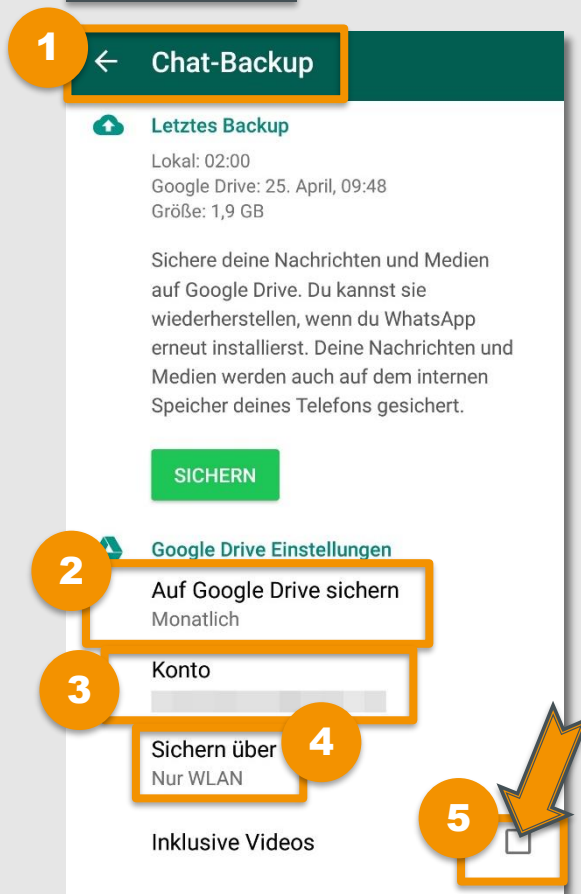 1
Chat-Backup
Letztes Backup
Lokal: 02:00
Google Drive: 25. April, 09:48
Größe: 1,9 GB
Sichere deine Nachrichten und Medien
auf Google Drive. Du kannst sie
wiederherstellen, wenn du WhatsApp
erneut installierst. Deine Nachrichten und
Medien werden auch auf dem internen
Speicher deines Telefons gesichert.
SICHERN
Google Drive Einstellungen
2
Auf Google Drive sichern
Monatlich
3
Konto
Sichern über
4
Nur WLAN
5
Inklusive Videos